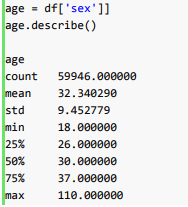 age = df['sex']]
age.describe()
age
count 59946.000000
mean 32.340290
std 9.452779
min 18.000000
25% 26.000000
50% 30.000000
75% 37.000000
max 110.000000